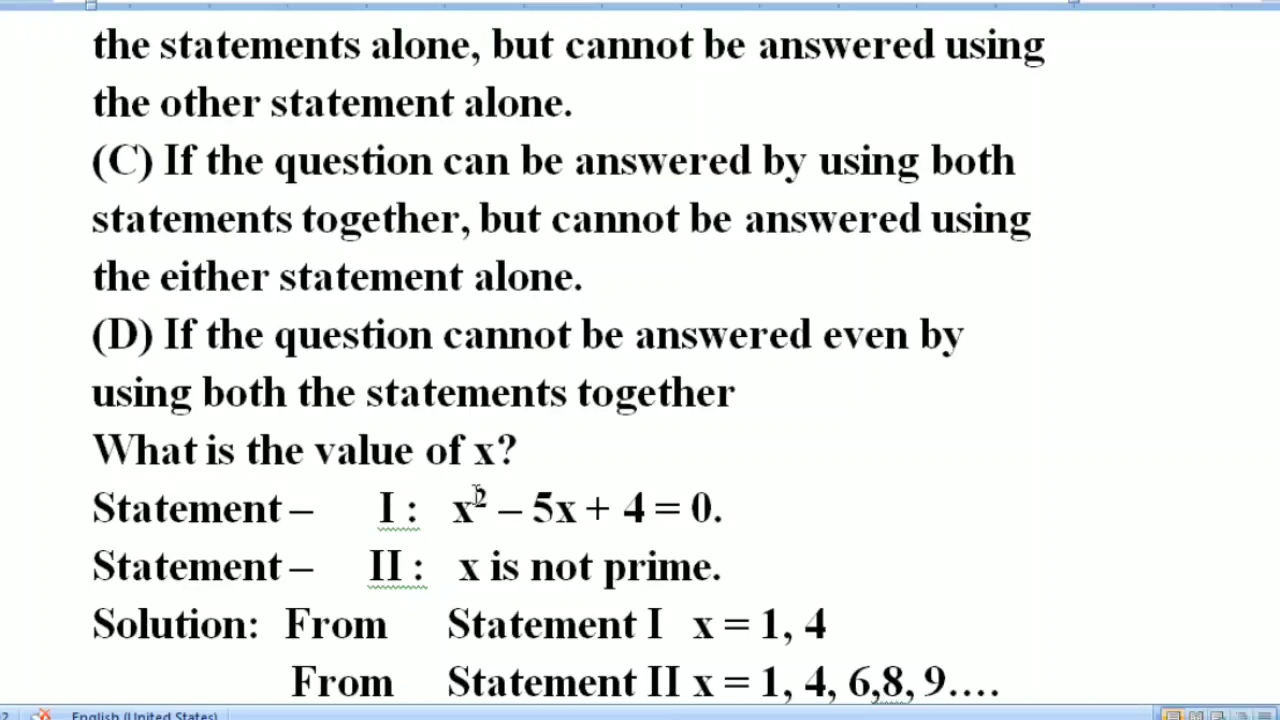 the statements alone, but cannot be answered using
the other statement alone.
(C) If the question can be answered by using both
statements together, but cannot be answered using
the either statement alone.
(D) If the question cannot be answered even by
using both the statements together
What is the value of x?
Statement – I : x² – 5x + 4 = 0.
Statement – II : x is not prime.
Solution: From Statement I x = 1, 4
From Statement II x = 1, 4, 6,8, 9….
English (United States)